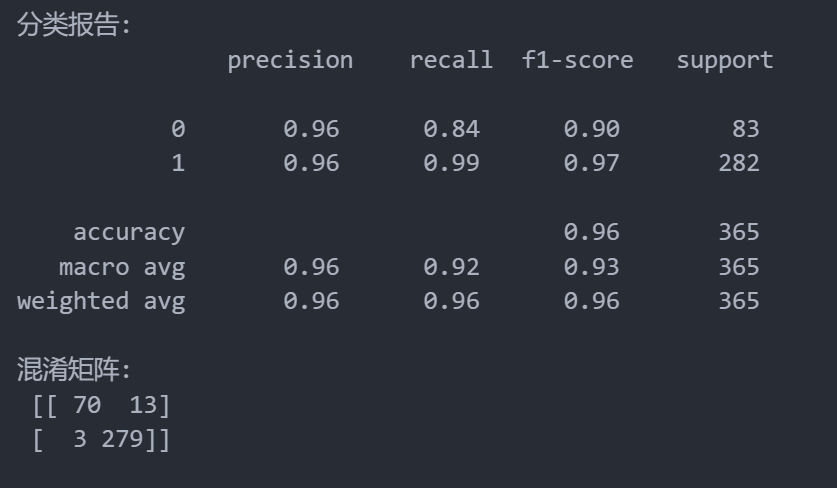 分类报告:
precision recall f1-score support
0 0.96 0.84 0.90 83
1 0.96 0.99 0.97 282
accuracy 0.96 365
macro avg 0.96 0.92 0.93 365
weighted avg 0.96 0.96 0.96 365
混淆矩阵:
[[ 70 13]
[ 3 279]]